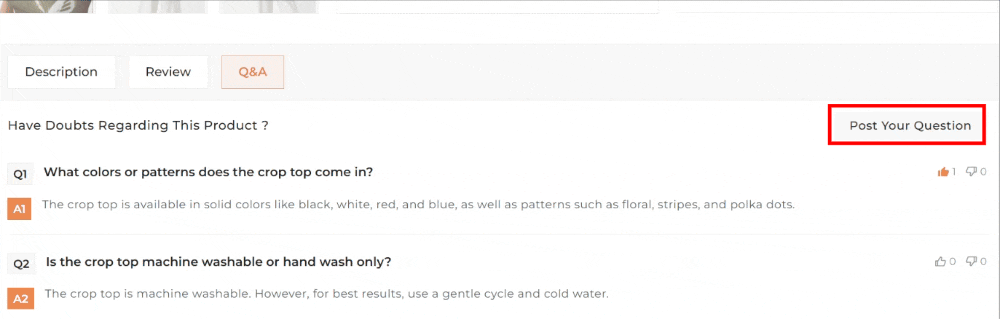 Description Review Q&A
Have Doubts Regarding This Product ? Post Your Question
Q1 What colors or patterns does the crop top come in? 1 0
A1 The crop top is available in solid colors like black, white, red, and blue, as well as patterns such as floral, stripes, and polka dots.
Q2 Is the crop top machine washable or hand wash only? 0 0
A2 The crop top is machine washable. However, for best results, use a gentle cycle and cold water.